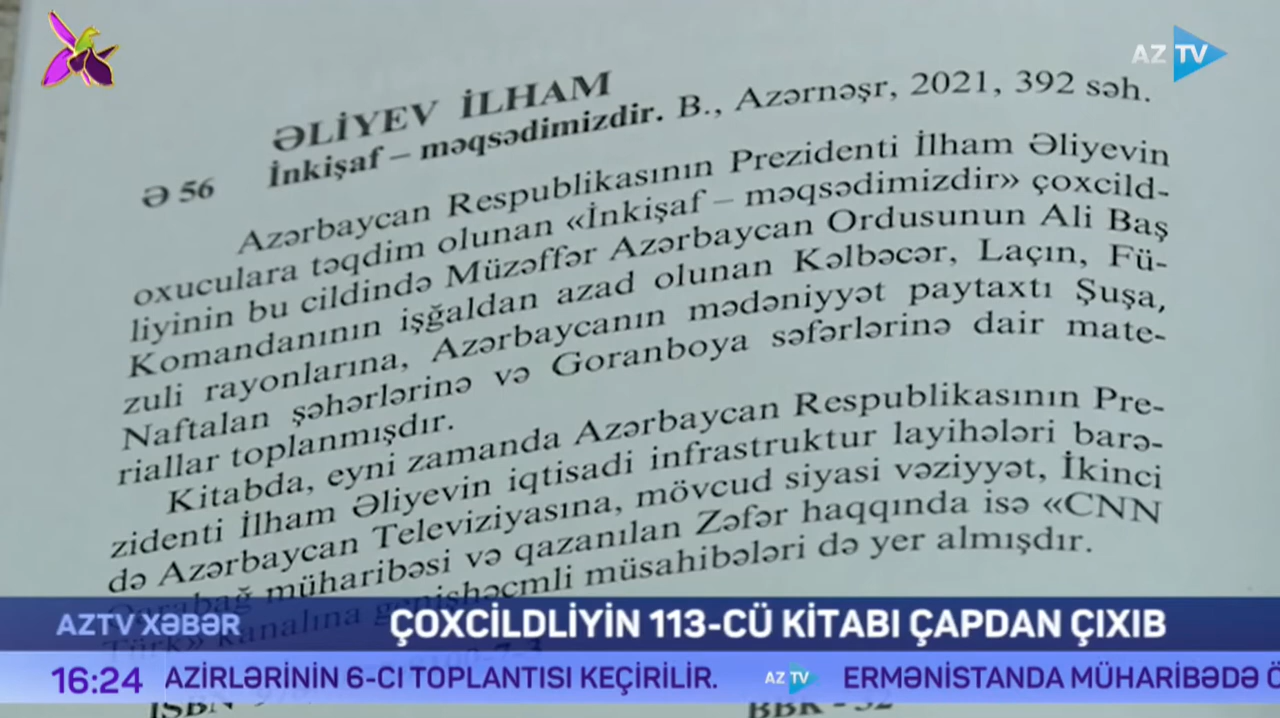 AZ TV
ƏLİYEV İLHAM
İnkişaf – məqsədimizdir. B., Azərnəşr, 2021, 392 səh.
Ə 56
Azərbaycan Respublikasının Prezidenti İlham Əliyevin
oxuculara təqdim olunan «İnkişaf – məqsədimizdir» çoxcild-
liyinin bu cildində Müzəffər Azərbaycan Ordusunun Ali Baş
Komandanının işğaldan azad olunan Kəlbəcər, Laçın, Fü-
zuli rayonlarına, Azərbaycanın mədəniyyət paytaxtı Şuşa,
Naftalan şəhərlərinə və Goranboya səfərlərinə dair mate-
riallar toplanmışdır.
Kitabda, eyni zamanda Azərbaycan Respublikasının Pre-
zidenti İlham Əliyevin iqtisadi infrastruktur layihələri barə-
də Azərbaycan Televiziyasına, mövcud siyasi vəziyyət, İkinci
Qarabağ müharibəsi və qazanılan Zəfər haqqında isə «CNN
Türk» kanalına genişhəcmli müsahibələri də yer almışdır.
AZTV XƏBƏR
ÇOXCİLDLİYİN 113-CÜ KİTABI ÇAPDAN ÇIXIB
16:24 AZİRLƏRİNİN 6-CI TOPLANTISI KEÇİRİLİR. AZ TV ERMƏNİSTANDA MÜHARİBƏDƏ
ISBN